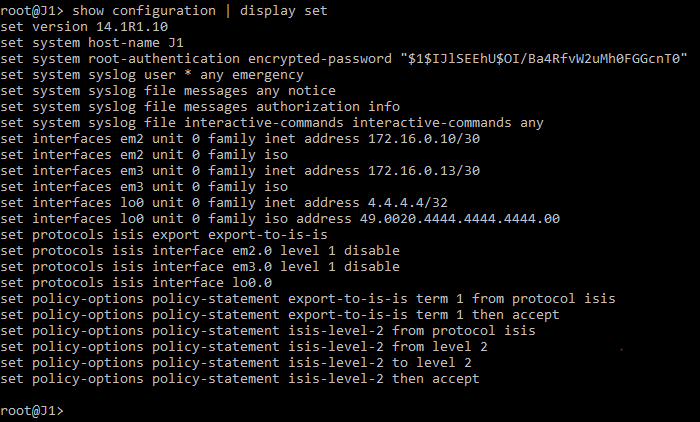 root@J1> show configuration | display set
set version 14.1R1.10
set system host-name J1
set system root-authentication encrypted-password "$1$IJlSEEhU$OI/Ba4RfvW2uMh0FGGcnT0"
set system syslog user * any emergency
set system syslog file messages any notice
set system syslog file messages authorization info
set system syslog file interactive-commands interactive-commands any
set interfaces em2 unit 0 family inet address 172.16.0.10/30
set interfaces em2 unit 0 family iso
set interfaces em3 unit 0 family inet address 172.16.0.13/30
set interfaces em3 unit 0 family iso
set interfaces lo0 unit 0 family inet address 4.4.4.4/32
set interfaces lo0 unit 0 family iso address 49.0020.4444.4444.4444.00
set protocols isis export export-to-is-is
set protocols isis interface em2.0 level 1 disable
set protocols isis interface em3.0 level 1 disable
set protocols isis interface lo0.0
set policy-options policy-statement export-to-is-is term 1 from protocol isis
set policy-options policy-statement export-to-is-is term 1 then accept
set policy-options policy-statement isis-level-2 from protocol isis
set policy-options policy-statement isis-level-2 from level 2
set policy-options policy-statement isis-level-2 to level 2
set policy-options policy-statement isis-level-2 then accept
root@J1>